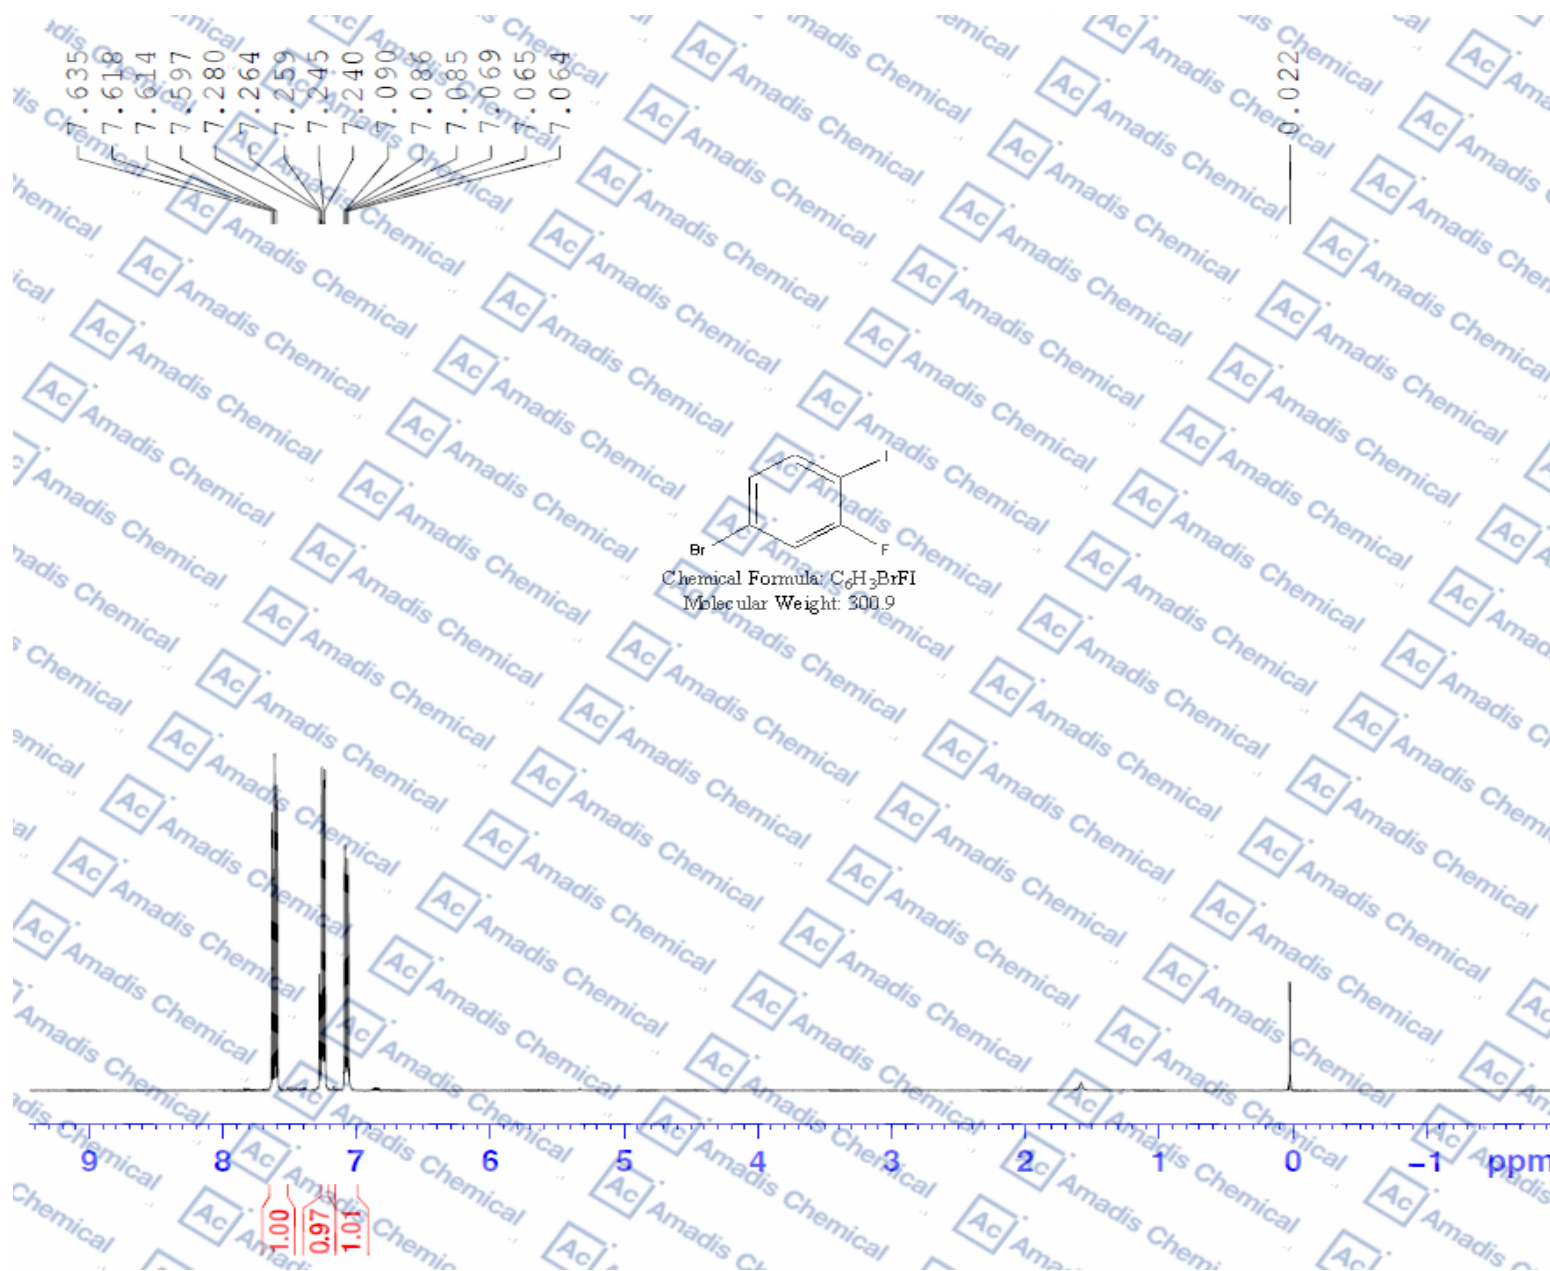 7.635
7.618
7.614
7.597
7.280
7.264
7.259
7.245
7.240
7.090
7.086
7.085
7.069
7.065
7.064
0.022
I
Br
F
Chemical Formula: C₆H₃BrFI
Molecular Weight: 300.9
9 8 7 6 5 4 3 2 1 0 −1 ppm
1.00
0.97
1.01
Ac Amadis Chemical